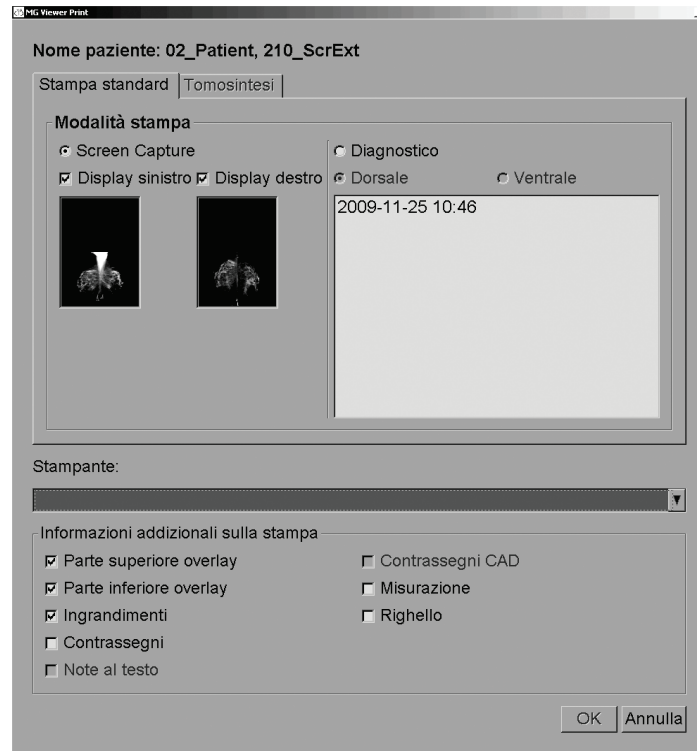 MG Viewer Print
Nome paziente: 02_Patient, 210_ScrExt
Stampa standard Tomosintesi
Modalità stampa
Screen Capture
Display sinistro Display destro
Diagnostico
Dorsale Ventrale
2009-11-25 10:46
Stampante:
Informazioni addizionali sulla stampa
Parte superiore overlay
Parte inferiore overlay
Ingrandimenti
Contrassegni
Note al testo
Contrassegni CAD
Misurazione
Righello
OK Annulla